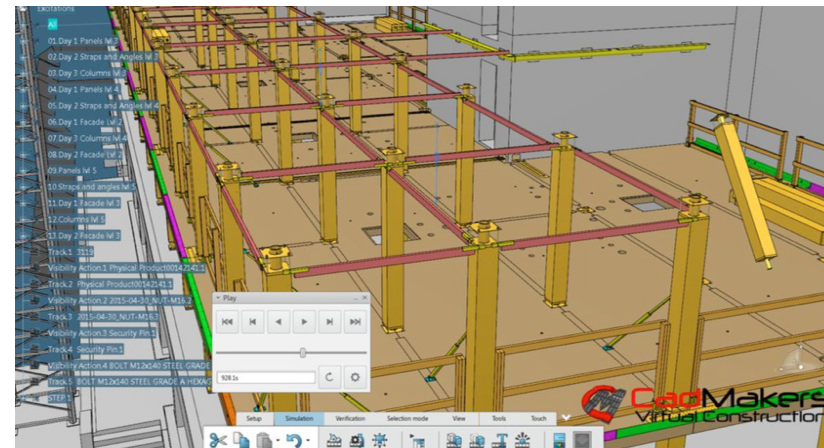 Excitations
All
01.Day 1 Panels lvl 3
02.Day 2 Straps and Angles lvl 3
03.Day 3 Columns lvl 3
04.Day 1 Panels lvl 4
05.Day 2 Straps and Angles lvl 4
06.Day 1 Facade Lvl 2
07.Day 3 Columns lvl 4
08.Day 2 Facade Lvl 2
09.Panels lvl 5
10.Straps and angles lvl 5
11.Day 1 Facade lvl 3
12.Columns lvl 5
13.Day 2 Facade lvl 3
Track.1 3119
Visibility Action.1 Physical Product00142141.1
Track.2 Physical Product00142141.1
Visibility Action.2 2015-04-30_NUT-M16.3
Track.3 2015-04-30_NUT-M16.3
Visibility Action.3 Security Pin.1
Track.4 Security Pin.1
Visibility Action.4 BOLT M12x140 STEEL GRADE
Track.5 BOLT M12x140 STEEL GRADE A HEXAG
STEP 1
Play
928.1s
Setup Simulation Verification Selection mode View Tools Touch
CadMakers
Virtual Construction